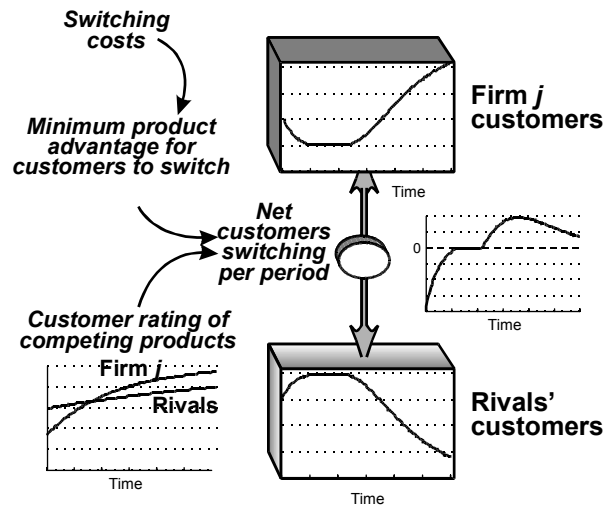 Switching
costs
Minimum product
advantage for
customers to switch
Firm j
customers
Time
Net
customers
switching
per period
0
Time
Customer rating of
competing products
Firm j
Rivals
Time
Rivals'
customers
Time